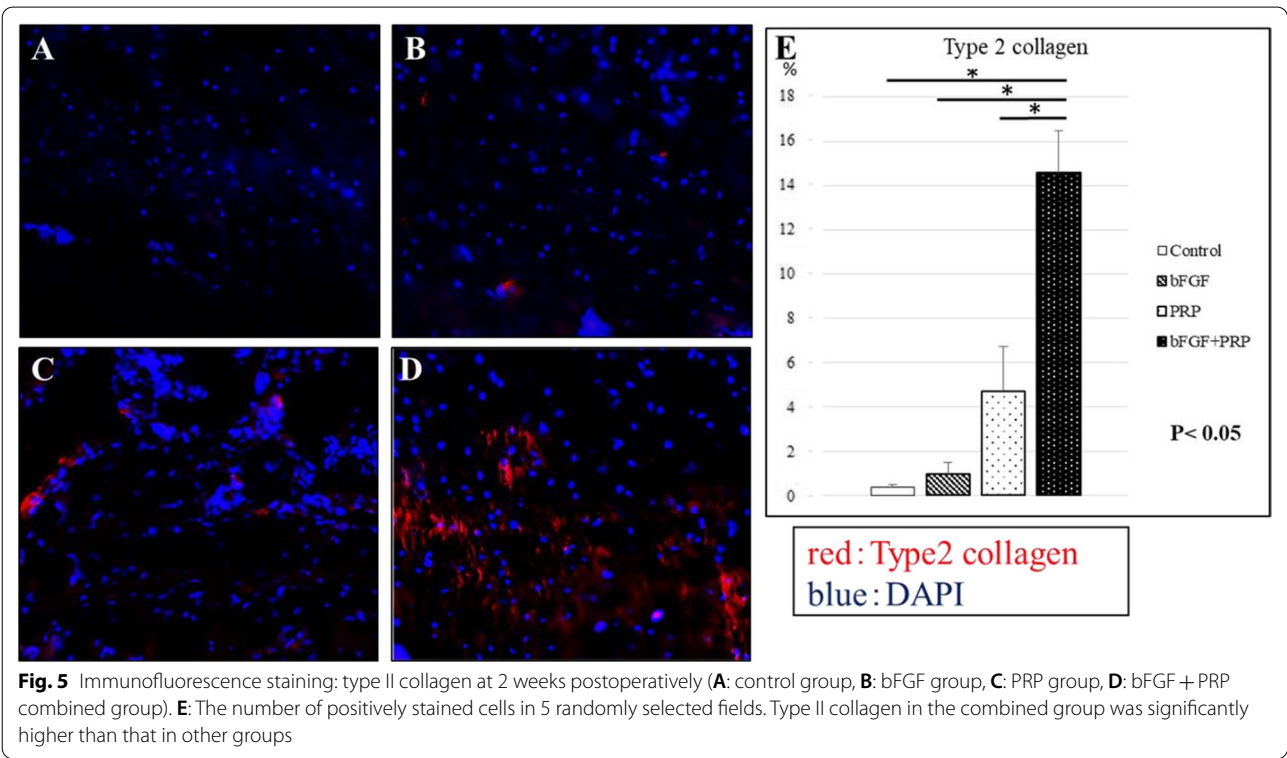 A
B
C
D
E
Type 2 collagen
%
*
*
*
18
16
14
12
10
8
6
4
2
0
Control
bFGF
PRP
bFGF+PRP
P< 0.05
red : Type2 collagen
blue : DAPI
Fig. 5 Immunofluorescence staining: type II collagen at 2 weeks postoperatively (A: control group, B: bFGF group, C: PRP group, D: bFGF + PRP
combined group). E: The number of positively stained cells in 5 randomly selected fields. Type II collagen in the combined group was significantly
higher than that in other groups